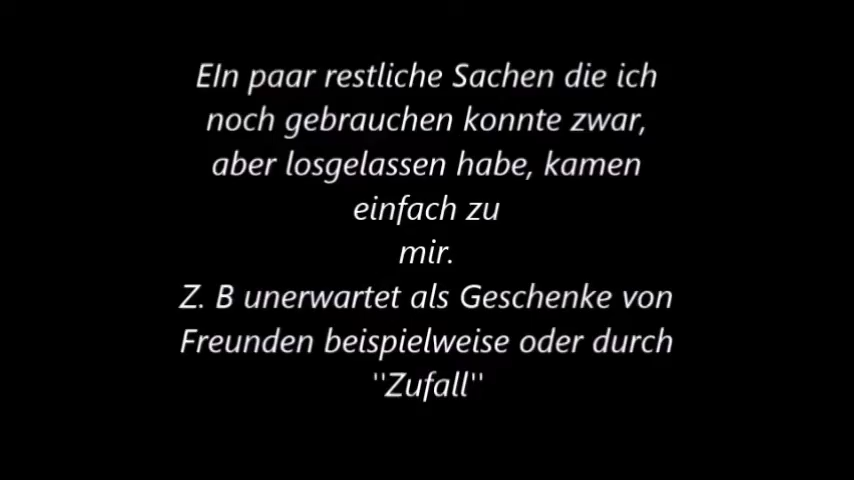 EIn paar restliche Sachen die ich
noch gebrauchen konnte zwar,
aber losgelassen habe, kamen
einfach zu
mir.
Z. B unerwartet als Geschenke von
Freunden beispielweise oder durch
''Zufall''